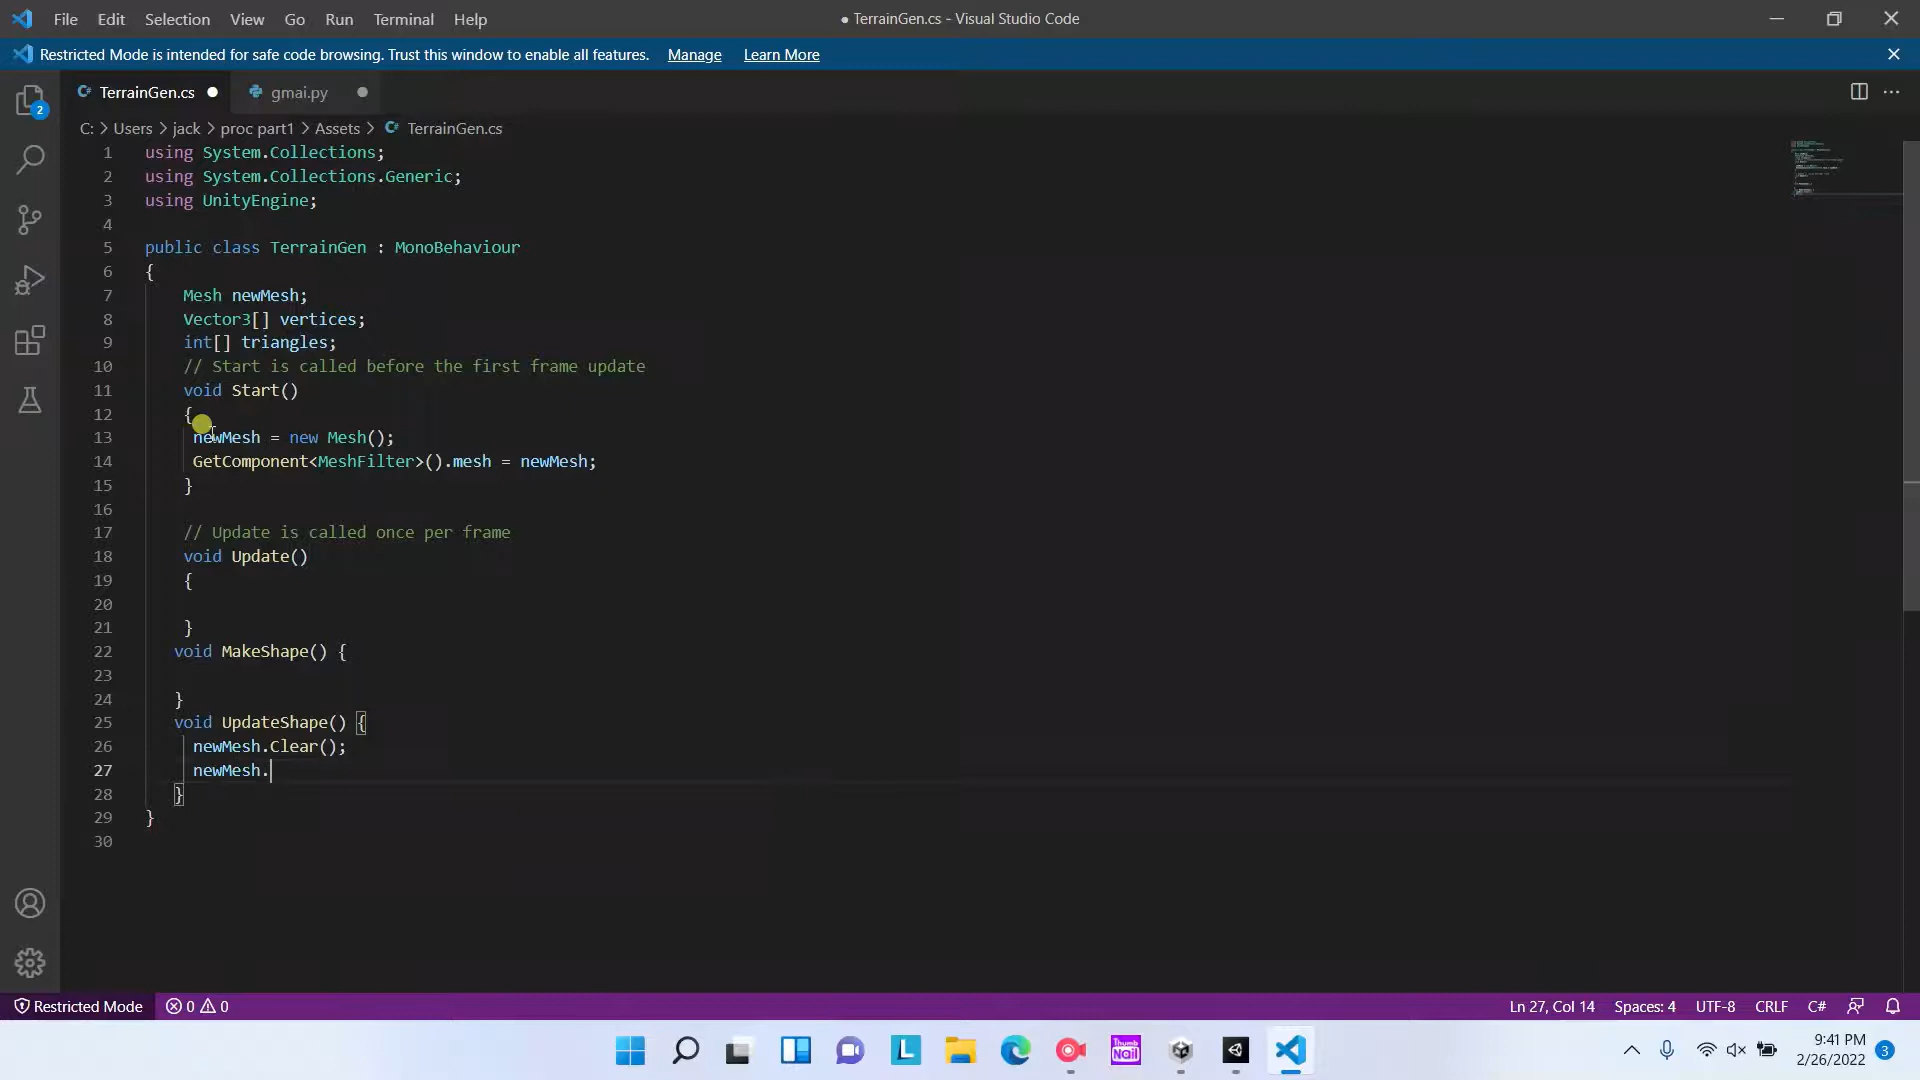 File Edit Selection View Go Run Terminal Help ● TerrainGen.cs - Visual Studio Code
Restricted Mode is intended for safe code browsing. Trust this window to enable all features. Manage Learn More
TerrainGen.cs gmai.py
C: > Users > jack > proc part1 > Assets > TerrainGen.cs
1 using System.Collections;
2 using System.Collections.Generic;
3 using UnityEngine;
4
5 public class TerrainGen : MonoBehaviour
6 {
7 Mesh newMesh;
8 Vector3[] vertices;
9 int[] triangles;
10 // Start is called before the first frame update
11 void Start()
12 {
13 newMesh = new Mesh();
14 GetComponent<MeshFilter>().mesh = newMesh;
15 }
16
17 // Update is called once per frame
18 void Update()
19 {
20
21 }
22 void MakeShape() {
23
24 }
25 void UpdateShape() {
26 newMesh.Clear();
27 newMesh.
28 }
29 }
30
2
Restricted Mode 0 0 Ln 27, Col 14 Spaces: 4 UTF-8 CRLF C#
L
Thumb
Nail
9:41 PM
2/26/2022 3